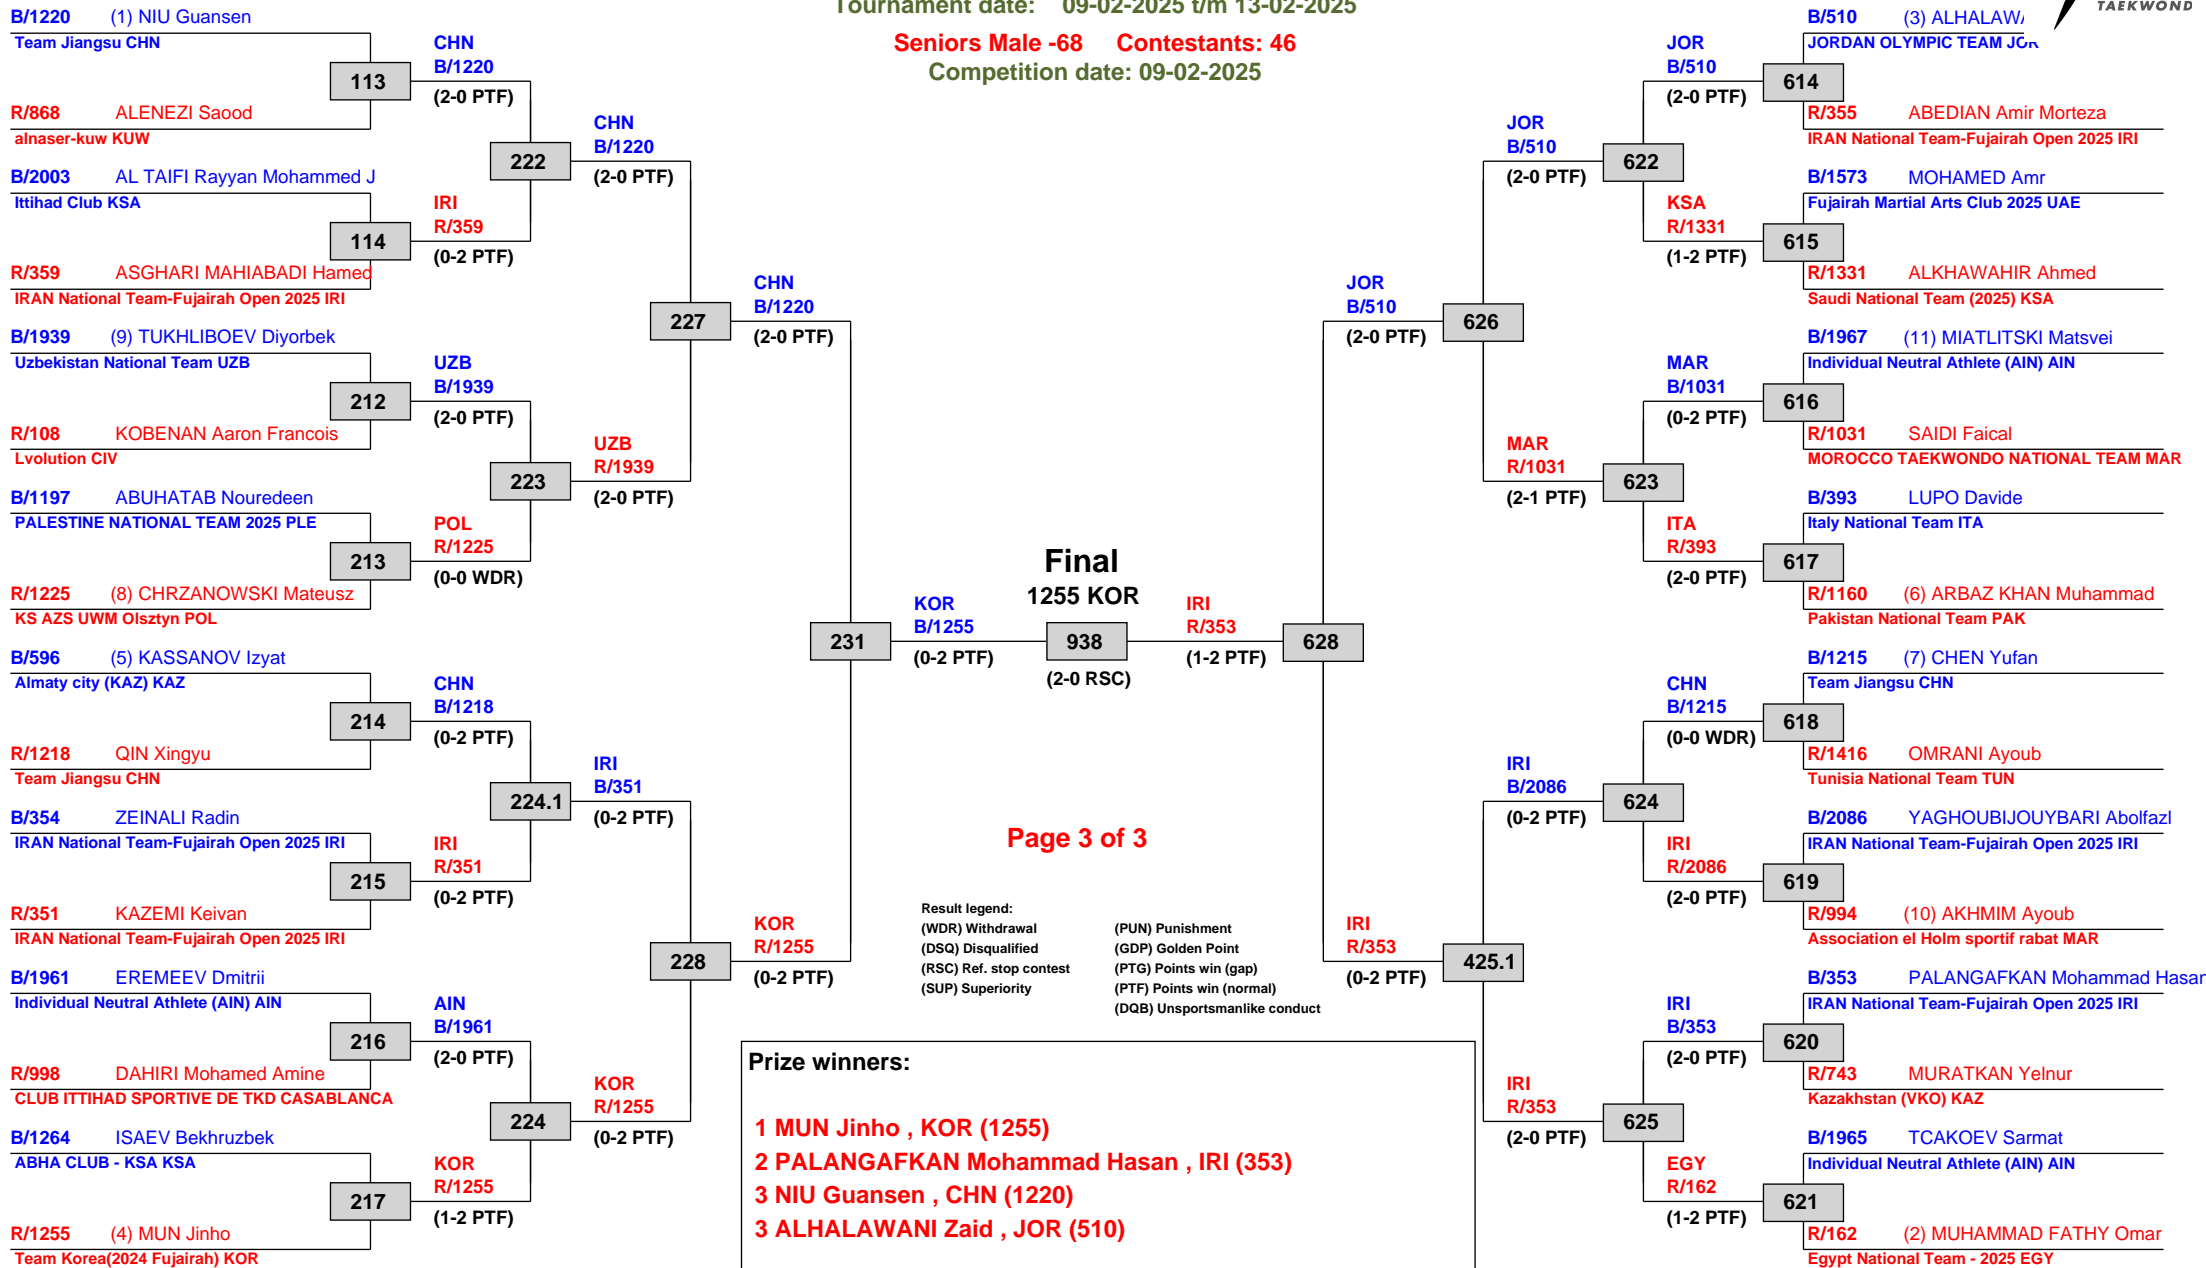 Tournament date: 09-02-2025 t/m 13-02-2025
Seniors Male -68 Contestants: 46
Competition date: 09-02-2025
TAEKWOND
B/1220 (1) NIU Guansen
Team Jiangsu CHN
R/868 ALENEZI Saood
alnaser-kuw KUW
B/2003 AL TAIFI Rayyan Mohammed J
Ittihad Club KSA
R/359 ASGHARI MAHIABADI Hamed
IRAN National Team-Fujairah Open 2025 IRI
B/1939 (9) TUKHLIBOEV Diyorbek
Uzbekistan National Team UZB
R/108 KOBENAN Aaron Francois
Lvolution CIV
B/1197 ABUHATAB Nouredeen
PALESTINE NATIONAL TEAM 2025 PLE
R/1225 (8) CHRZANOWSKI Mateusz
KS AZS UWM Olsztyn POL
B/596 (5) KASSANOV Izyat
Almaty city (KAZ) KAZ
R/1218 QIN Xingyu
Team Jiangsu CHN
B/354 ZEINALI Radin
IRAN National Team-Fujairah Open 2025 IRI
R/351 KAZEMI Keivan
IRAN National Team-Fujairah Open 2025 IRI
B/1961 EREMEEV Dmitrii
Individual Neutral Athlete (AIN) AIN
R/998 DAHIRI Mohamed Amine
CLUB ITTIHAD SPORTIVE DE TKD CASABLANCA
B/1264 ISAEV Bekhruzbek
ABHA CLUB - KSA KSA
R/1255 (4) MUN Jinho
Team Korea(2024 Fujairah) KOR
113
114
212
213
214
215
216
217
CHN
B/1220
(2-0 PTF)
IRI
R/359
(0-2 PTF)
UZB
B/1939
(2-0 PTF)
POL
R/1225
(0-0 WDR)
CHN
B/1218
(0-2 PTF)
IRI
R/351
(0-2 PTF)
AIN
B/1961
(2-0 PTF)
KOR
R/1255
(1-2 PTF)
222
223
224.1
224
CHN
B/1220
(2-0 PTF)
UZB
R/1939
(2-0 PTF)
IRI
B/351
(0-2 PTF)
KOR
R/1255
(0-2 PTF)
227
228
CHN
B/1220
(2-0 PTF)
KOR
R/1255
(0-2 PTF)
231
KOR
B/1255
(0-2 PTF)
Final
1255 KOR
938
(2-0 RSC)
IRI
R/353
(1-2 PTF)
628
JOR
B/510
(2-0 PTF)
IRI
R/353
(0-2 PTF)
626
425.1
JOR
B/510
(2-0 PTF)
MAR
R/1031
(2-1 PTF)
IRI
B/2086
(0-2 PTF)
IRI
R/353
(2-0 PTF)
622
623
624
625
JOR
B/510
(2-0 PTF)
KSA
R/1331
(1-2 PTF)
MAR
B/1031
(0-2 PTF)
ITA
R/393
(2-0 PTF)
CHN
B/1215
(0-0 WDR)
IRI
R/2086
(2-0 PTF)
IRI
B/353
(2-0 PTF)
EGY
R/162
(1-2 PTF)
614
615
616
617
618
619
620
621
B/510 (3) ALHALAW
JORDAN OLYMPIC TEAM JOR
R/355 ABEDIAN Amir Morteza
IRAN National Team-Fujairah Open 2025 IRI
B/1573 MOHAMED Amr
Fujairah Martial Arts Club 2025 UAE
R/1331 ALKHAWAHIR Ahmed
Saudi National Team (2025) KSA
B/1967 (11) MIATLITSKI Matsvei
Individual Neutral Athlete (AIN) AIN
R/1031 SAIDI Faical
MOROCCO TAEKWONDO NATIONAL TEAM MAR
B/393 LUPO Davide
Italy National Team ITA
R/1160 (6) ARBAZ KHAN Muhammad
Pakistan National Team PAK
B/1215 (7) CHEN Yufan
Team Jiangsu CHN
R/1416 OMRANI Ayoub
Tunisia National Team TUN
B/2086 YAGHOUBIJOUYBARI Abolfazl
IRAN National Team-Fujairah Open 2025 IRI
R/994 (10) AKHMIM Ayoub
Association el Holm sportif rabat MAR
B/353 PALANGAFKAN Mohammad Hasan
IRAN National Team-Fujairah Open 2025 IRI
R/743 MURATKAN Yelnur
Kazakhstan (VKO) KAZ
B/1965 TCAKOEV Sarmat
Individual Neutral Athlete (AIN) AIN
R/162 (2) MUHAMMAD FATHY Omar
Egypt National Team - 2025 EGY
Page 3 of 3
Result legend:
(WDR) Withdrawal (PUN) Punishment
(DSQ) Disqualified (GDP) Golden Point
(RSC) Ref. stop contest (PTG) Points win (gap)
(SUP) Superiority (PTF) Points win (normal)
(DQB) Unsportsmanlike conduct
Prize winners:
1 MUN Jinho , KOR (1255)
2 PALANGAFKAN Mohammad Hasan , IRI (353)
3 NIU Guansen , CHN (1220)
3 ALHALAWANI Zaid , JOR (510)